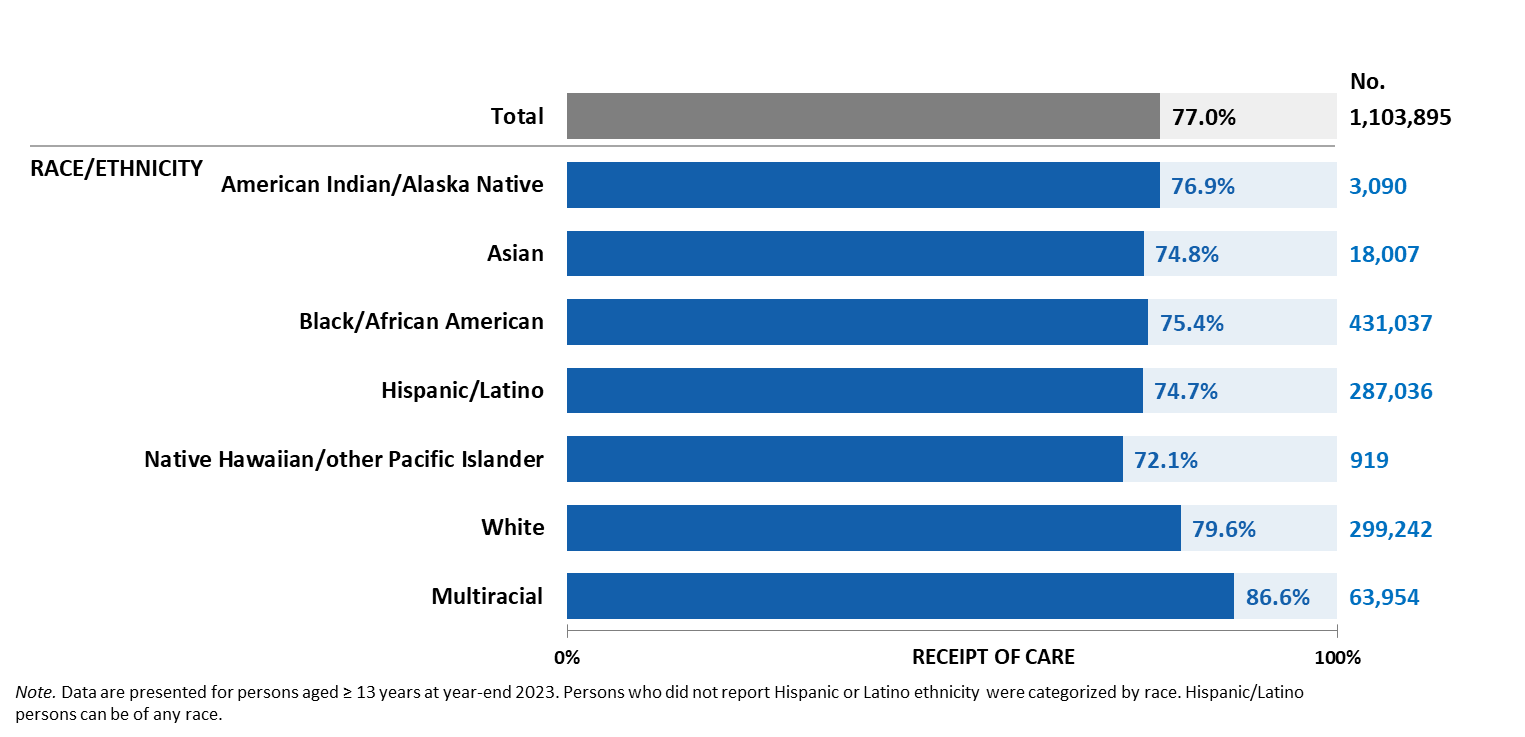 No.
Total 77.0% 1,103,895
RACE/ETHNICITY
American Indian/Alaska Native 76.9% 3,090
Asian 74.8% 18,007
Black/African American 75.4% 431,037
Hispanic/Latino 74.7% 287,036
Native Hawaiian/other Pacific Islander 72.1% 919
White 79.6% 299,242
Multiracial 86.6% 63,954
0% RECEIPT OF CARE 100%
Note. Data are presented for persons aged ≥ 13 years at year-end 2023. Persons who did not report Hispanic or Latino ethnicity were categorized by race. Hispanic/Latino
persons can be of any race.